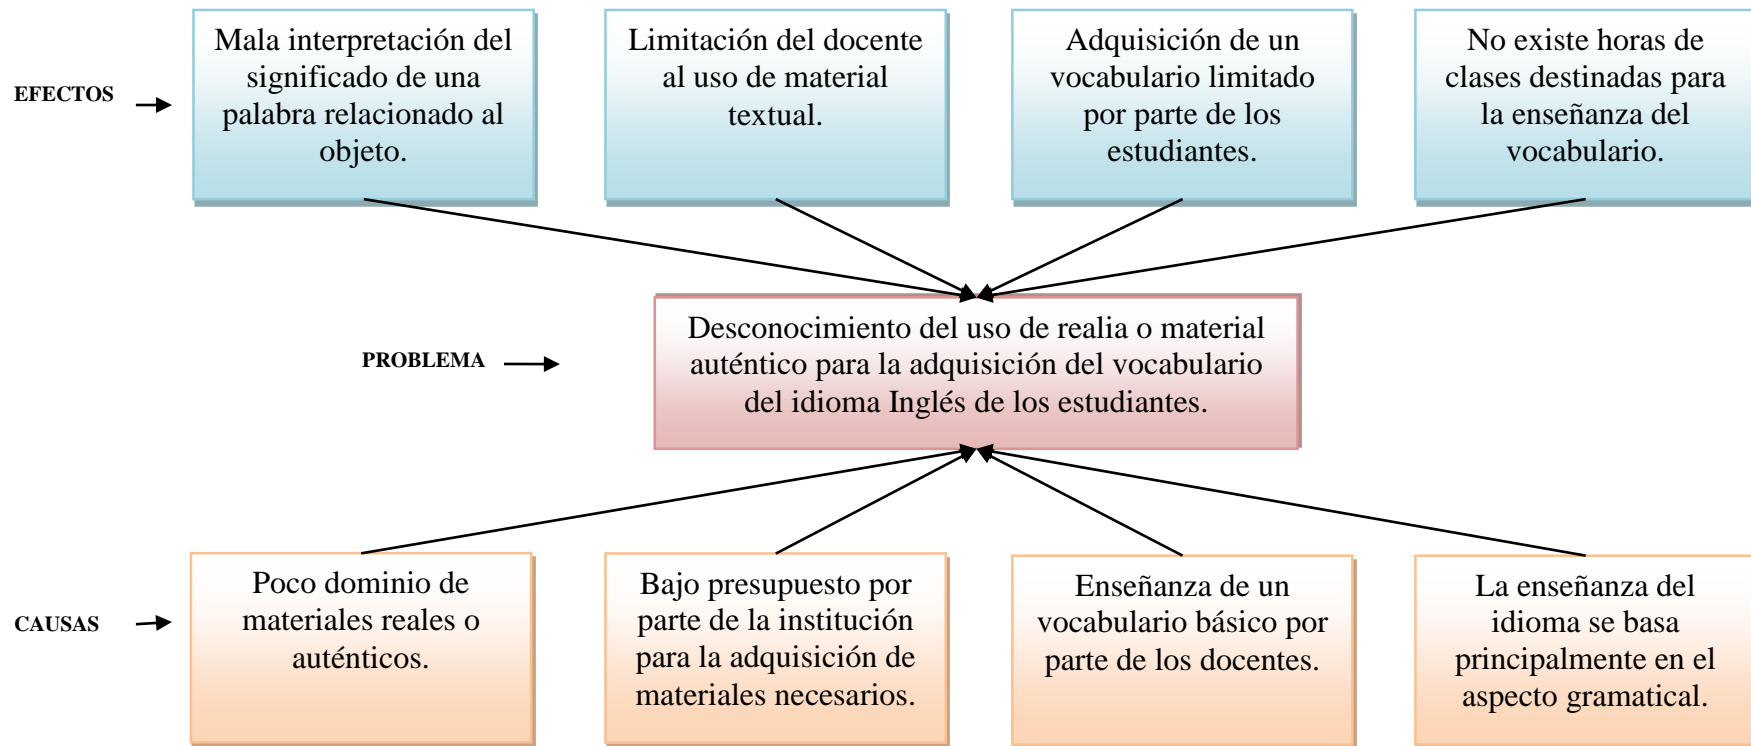 EFECTOS
Mala interpretación del
significado de una
palabra relacionado al
objeto.
Limitación del docente
al uso de material
textual.
Adquisición de un
vocabulario limitado
por parte de los
estudiantes.
No existe horas de
clases destinadas para
la enseñanza del
vocabulario.
PROBLEMA
Desconocimiento del uso de realia o material
auténtico para la adquisición del vocabulario
del idioma Inglés de los estudiantes.
CAUSAS
Poco dominio de
materiales reales o
auténticos.
Bajo presupuesto por
parte de la institución
para la adquisición de
materiales necesarios.
Enseñanza de un
vocabulario básico por
parte de los docentes.
La enseñanza del
idioma se basa
principalmente en el
aspecto gramatical.